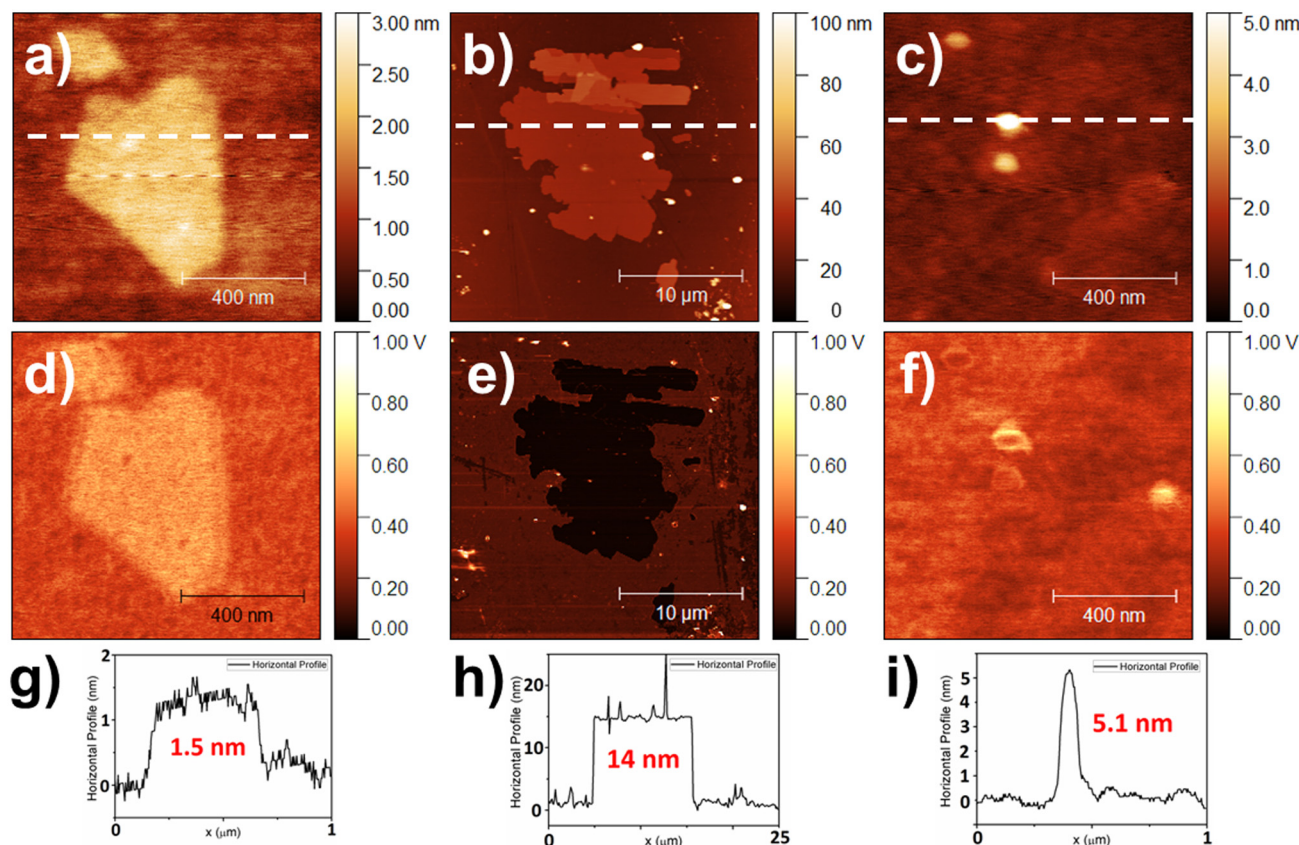 a)
3.00 nm
2.50
2.00
1.50
1.00
0.50
0.00
400 nm
b)
100 nm
80
60
40
20
0
10 µm
c)
5.0 nm
4.0
3.0
2.0
1.0
0.0
400 nm
d)
1.00 V
0.80
0.60
0.40
0.20
0.00
400 nm
e)
1.00 V
0.80
0.60
0.40
0.20
0.00
10 µm
f)
1.00 V
0.80
0.60
0.40
0.20
0.00
400 nm
g)
Horizontal Profile (nm)
2
1
0
Horizontal Profile
1.5 nm
0
x (µm)
1
h)
Horizontal Profile (nm)
20
15
10
0
Horizontal Profile
14 nm
0
x (µm)
25
i)
Horizontal Profile (nm)
5
4
3
2
1
0
Horizontal Profile
5.1 nm
0
x (µm)
1